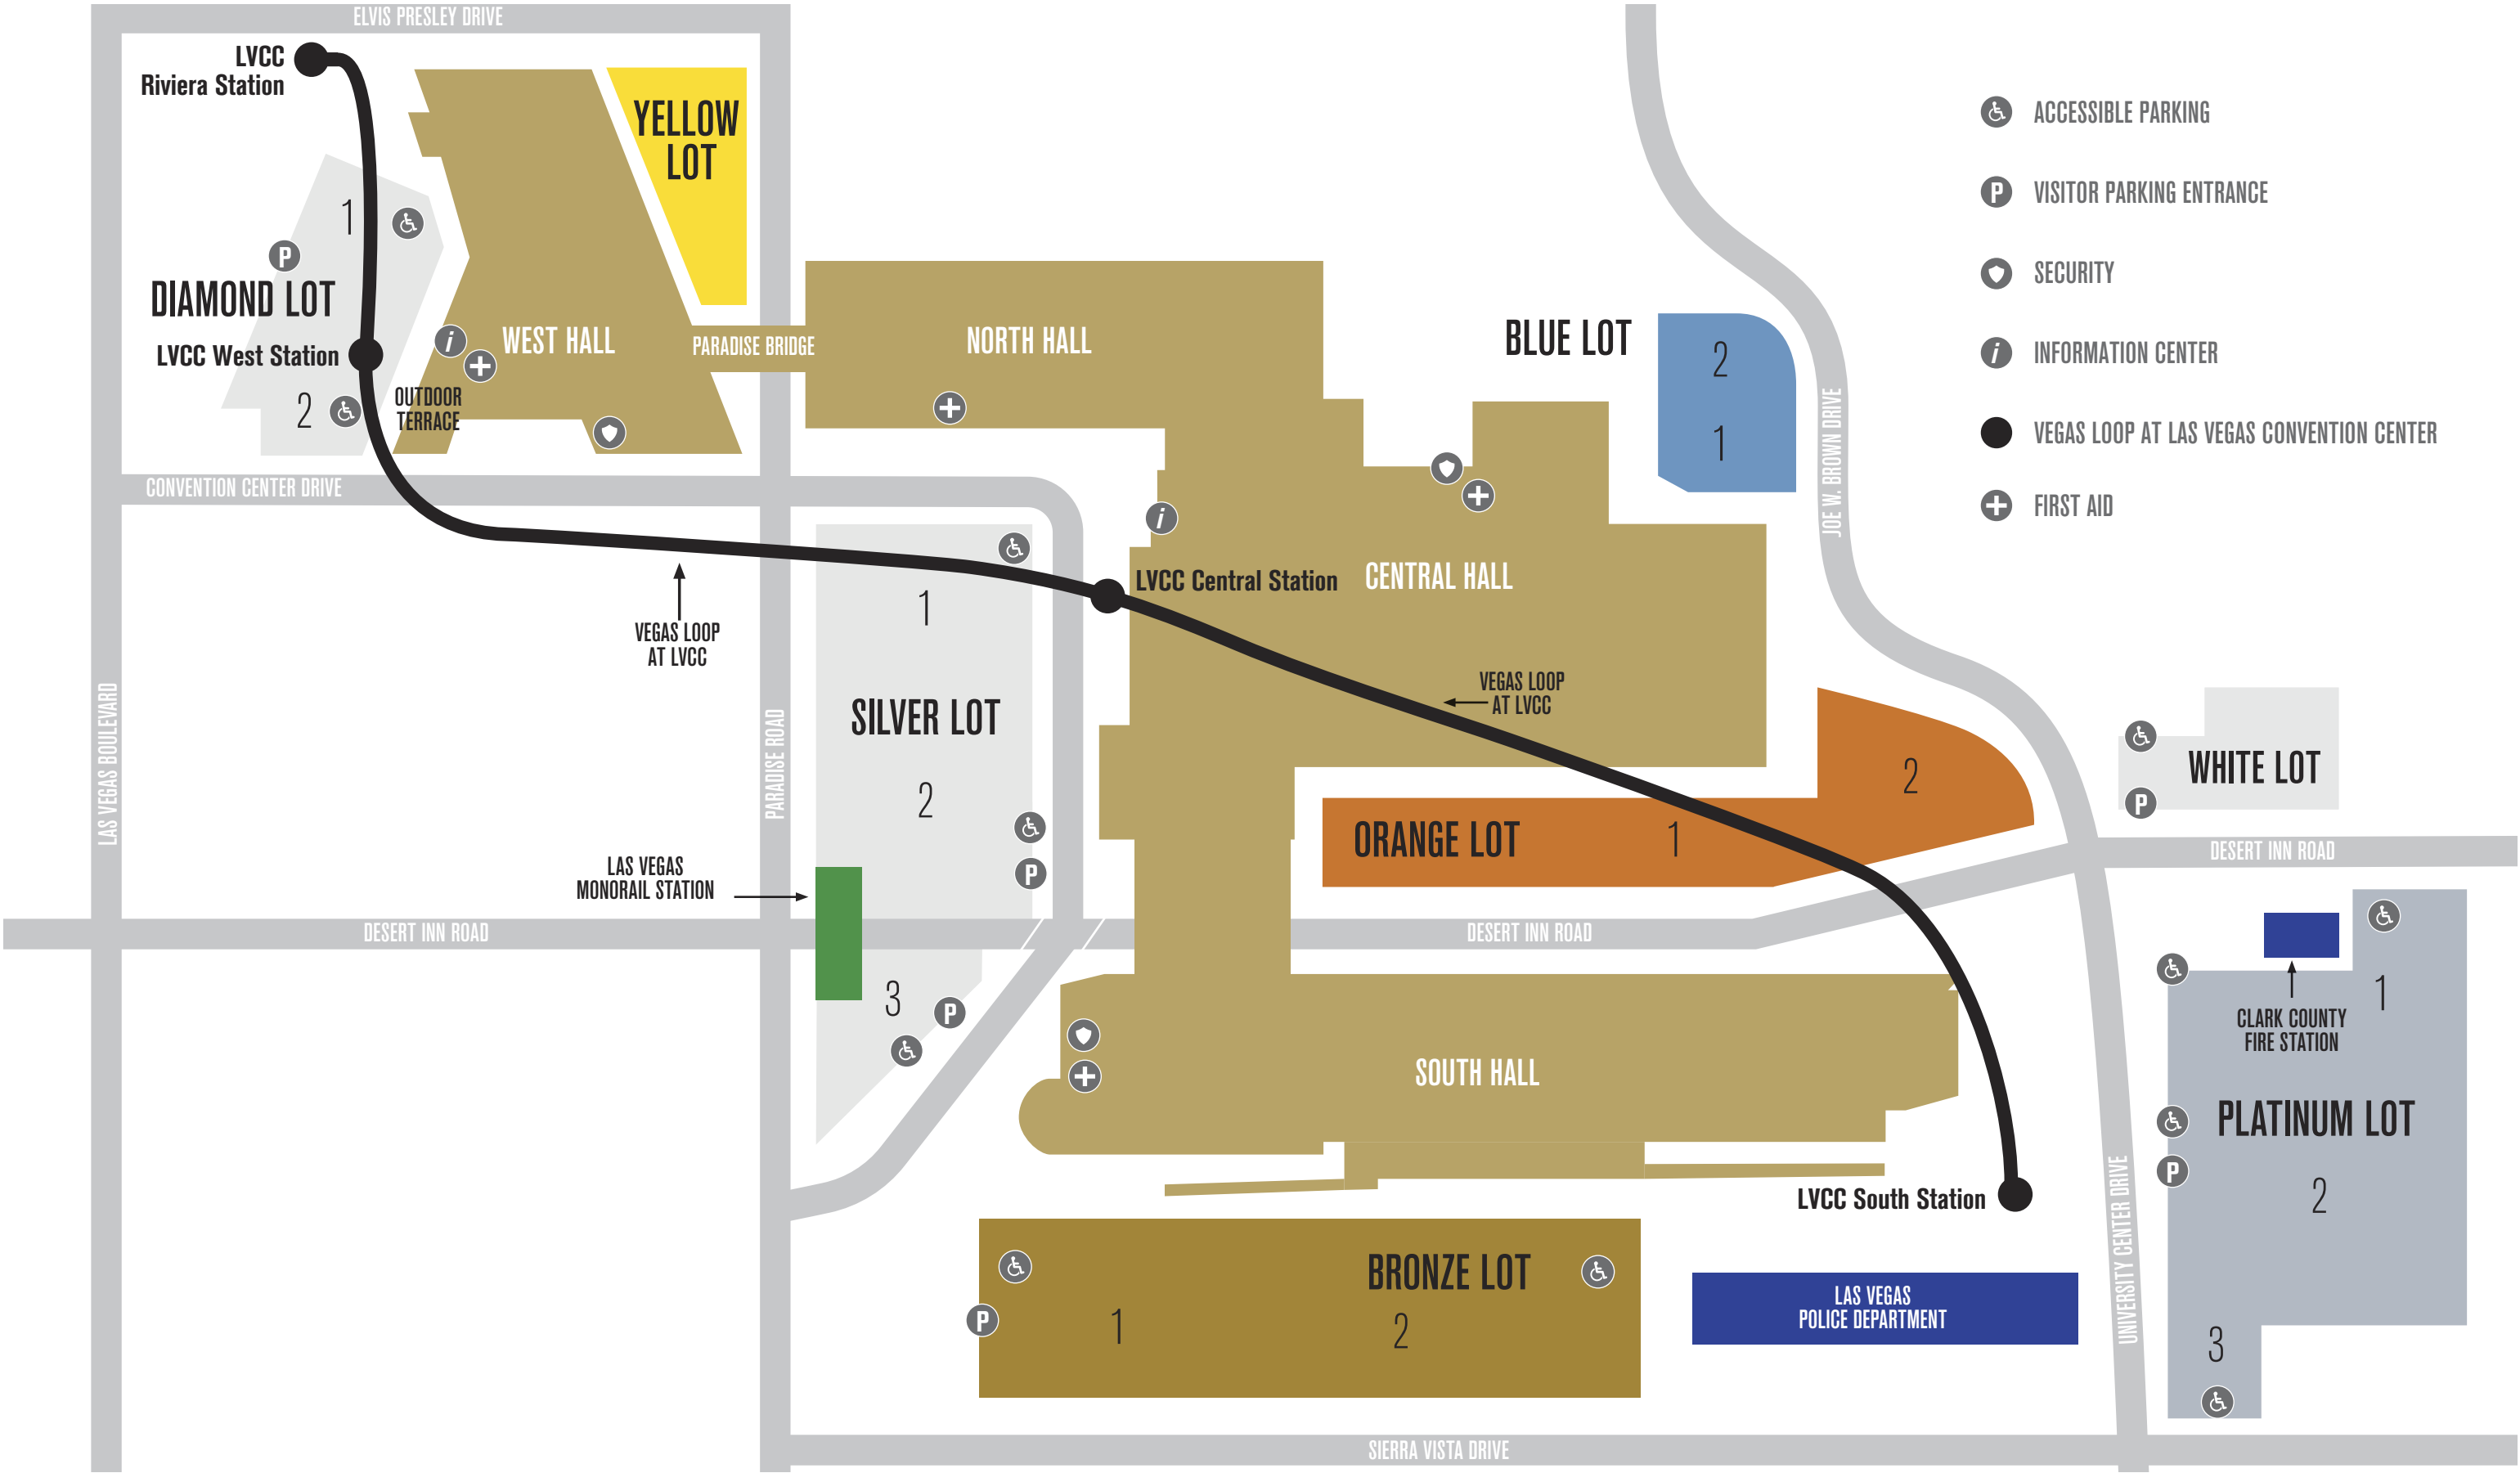 ELVIS PRESLEY DRIVE
LVCC
Riviera Station
YELLOW
LOT
ACCESSIBLE PARKING
VISITOR PARKING ENTRANCE
SECURITY
INFORMATION CENTER
VEGAS LOOP AT LAS VEGAS CONVENTION CENTER
FIRST AID
1
P
DIAMOND LOT
LVCC West Station
2
OUTDOOR
TERRACE
i
WEST HALL
PARADISE BRIDGE
NORTH HALL
BLUE LOT
2
1
JOE W. BROWN DRIVE
CONVENTION CENTER DRIVE
i
LVCC Central Station
CENTRAL HALL
1
VEGAS LOOP
AT LVCC
VEGAS LOOP
AT LVCC
LAS VEGAS BOULEVARD
PARADISE ROAD
SILVER LOT
2
P
2
ORANGE LOT
1
WHITE LOT
P
LAS VEGAS
MONORAIL STATION
DESERT INN ROAD
DESERT INN ROAD
DESERT INN ROAD
3
P
SOUTH HALL
1
CLARK COUNTY
FIRE STATION
PLATINUM LOT
P
2
LVCC South Station
UNIVERSITY CENTER DRIVE
BRONZE LOT
P
1
2
LAS VEGAS
POLICE DEPARTMENT
3
SIERRA VISTA DRIVE
P
i